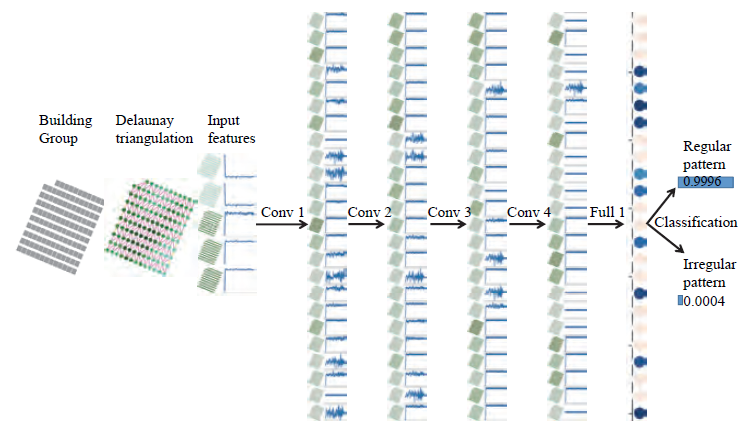 Building
Group
Delaunay
triangulation
Input
features
Conv 1
Conv 2
Conv 3
Conv 4
Full 1
Regular
pattern
0.9996
Classification
Irregular
pattern
0.0004